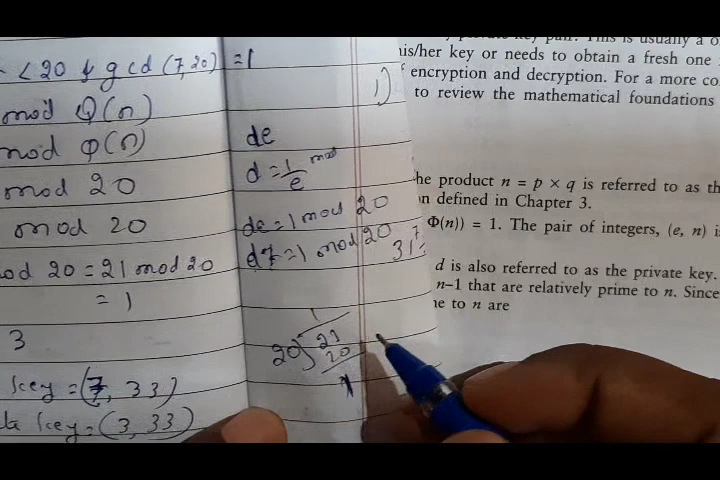 < 20 & gcd (7,20) = 1
mod Φ(n)
mod Φ(n)
mod 20
mod 20
mod 20 = 21 mod 20
= 1
3
key = (7, 33)
key = (3, 33)
1)
de
d = 1/e mod
de = 1 mod 20
d7 = 1 mod 20
1
20) 21
20
1
his/her key or needs to obtain a fresh one
encryption and decryption. For a more co
to review the mathematical foundations
he product n = p × q is referred to as th
n defined in Chapter 3.
Φ(n)) = 1. The pair of integers, (e, n) i
d is also referred to as the private key.
n–1 that are relatively prime to n. Since
e to n are